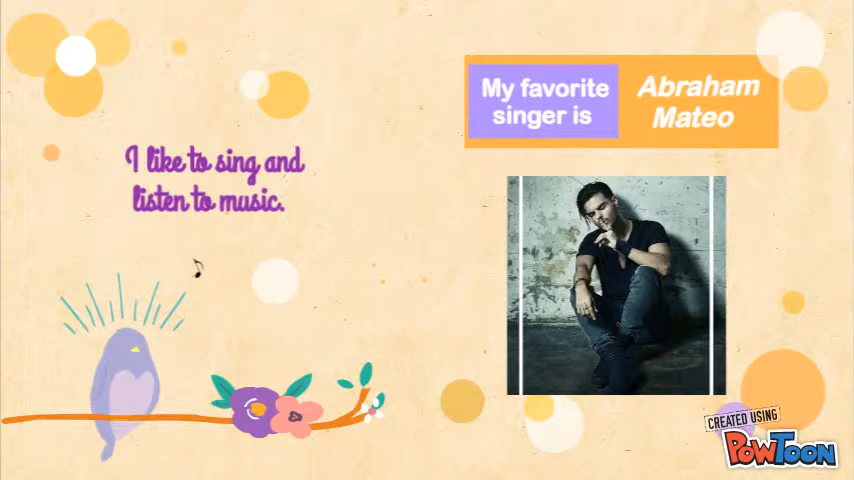 I like to sing and
listen to music.
My favorite
singer is
Abraham
Mateo
CREATED USING
POWTOON